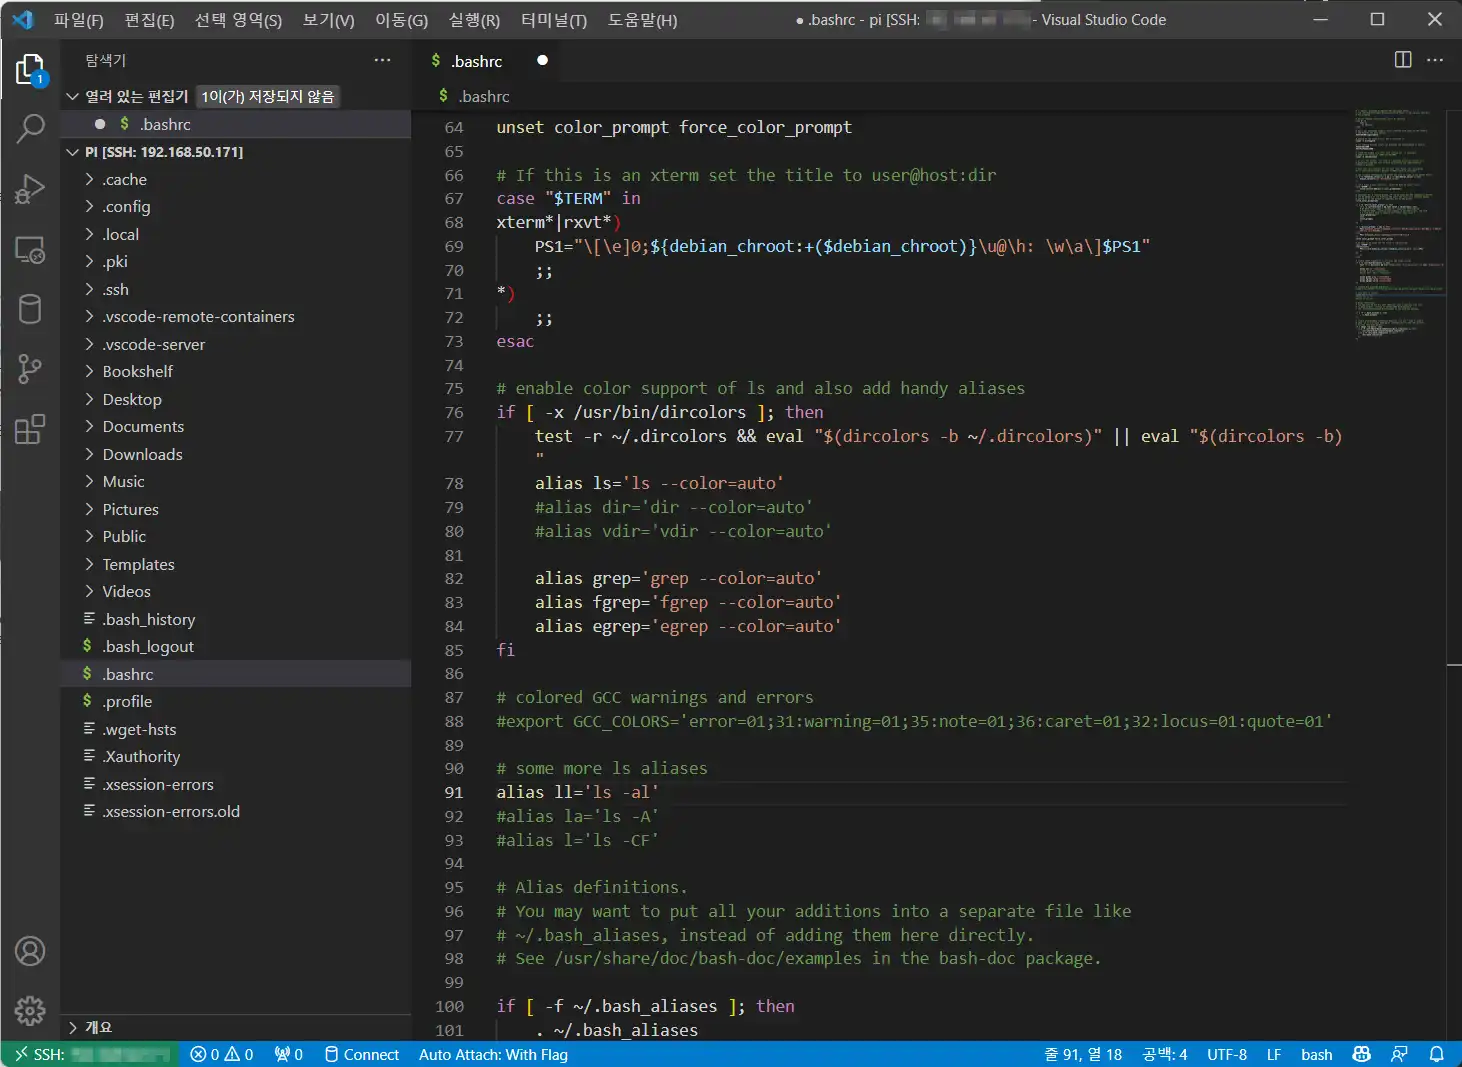 파일(F) 편집(E) 선택 영역(S) 보기(V) 이동(G) 실행(R) 터미널(T) 도움말(H) ● .bashrc - pi [SSH: - Visual Studio Code
탐색기 ···
$ .bashrc ●
1
열려 있는 편집기 1이(가) 저장되지 않음
$ .bashrc
● $ .bashrc
PI [SSH: 192.168.50.171]
.cache
.config
.local
.pki
.ssh
.vscode-remote-containers
.vscode-server
Bookshelf
Desktop
Documents
Downloads
Music
Pictures
Public
Templates
Videos
.bash_history
$ .bash_logout
$ .bashrc
$ .profile
.wget-hsts
.Xauthority
.xsession-errors
.xsession-errors.old
개요
64 unset color_prompt force_color_prompt
65
66 # If this is an xterm set the title to user@host:dir
67 case "$TERM" in
68 xterm*|rxvt*)
69 PS1="\[\e]0;${debian_chroot:+($debian_chroot)}\u@\h: \w\a\]$PS1"
70 ;;
71 *)
72 ;;
73 esac
74
75 # enable color support of ls and also add handy aliases
76 if [ -x /usr/bin/dircolors ]; then
77 test -r ~/.dircolors && eval "$(dircolors -b ~/.dircolors)" || eval "$(dircolors -b)
"
78 alias ls='ls --color=auto'
79 #alias dir='dir --color=auto'
80 #alias vdir='vdir --color=auto'
81
82 alias grep='grep --color=auto'
83 alias fgrep='fgrep --color=auto'
84 alias egrep='egrep --color=auto'
85 fi
86
87 # colored GCC warnings and errors
88 #export GCC_COLORS='error=01;31:warning=01;35:note=01;36:caret=01;32:locus=01:quote=01'
89
90 # some more ls aliases
91 alias ll='ls -al'
92 #alias la='ls -A'
93 #alias l='ls -CF'
94
95 # Alias definitions.
96 # You may want to put all your additions into a separate file like
97 # ~/.bash_aliases, instead of adding them here directly.
98 # See /usr/share/doc/bash-doc/examples in the bash-doc package.
99
100 if [ -f ~/.bash_aliases ]; then
101 . ~/.bash_aliases
SSH: 0 0 0 Connect Auto Attach: With Flag 줄 91, 열 18 공백: 4 UTF-8 LF bash